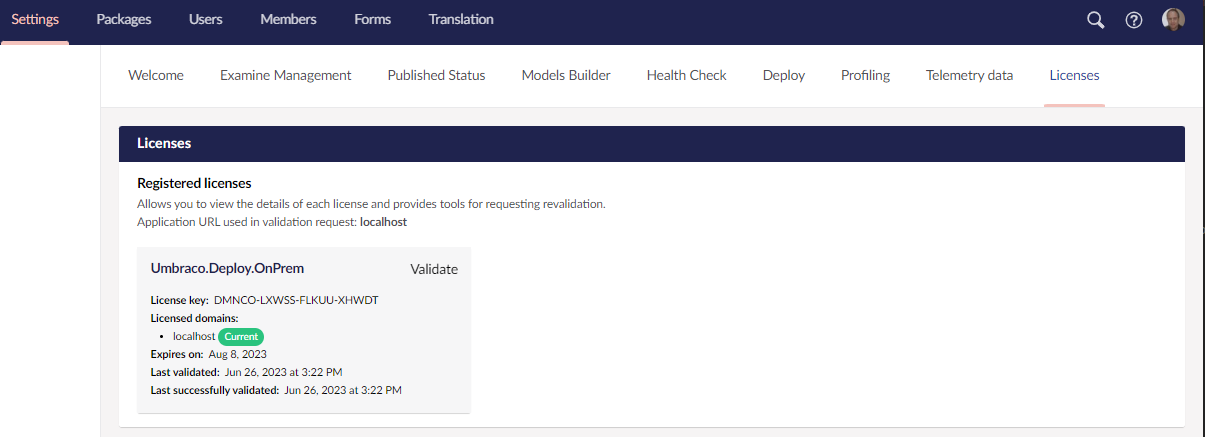 Settings Packages Users Members Forms Translation
Welcome Examine Management Published Status Models Builder Health Check Deploy Profiling Telemetry data Licenses
Licenses
Registered licenses
Allows you to view the details of each license and provides tools for requesting revalidation.
Application URL used in validation request: localhost
Umbraco.Deploy.OnPrem Validate
License key: DMNCO-LXWSS-FLKUU-XHWDT
Licensed domains:
• localhost Current
Expires on: Aug 8, 2023
Last validated: Jun 26, 2023 at 3:22 PM
Last successfully validated: Jun 26, 2023 at 3:22 PM